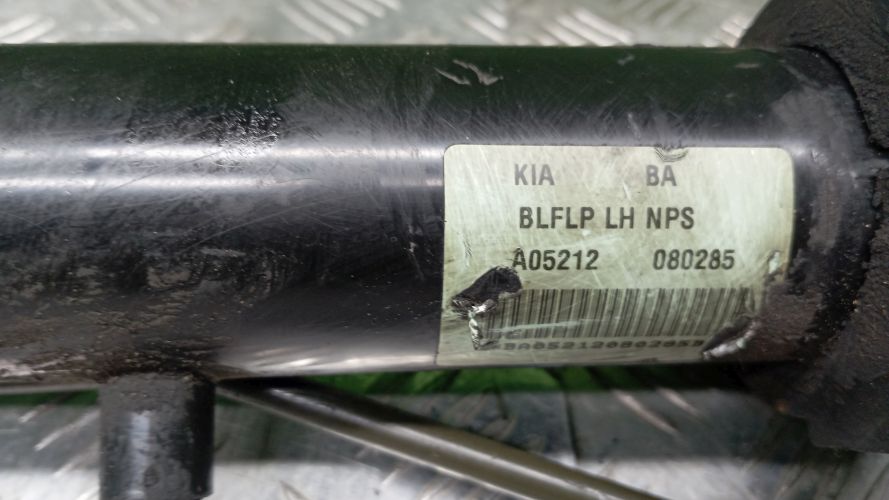 KIA BA
BLFLP LH NPS
A05212 080285